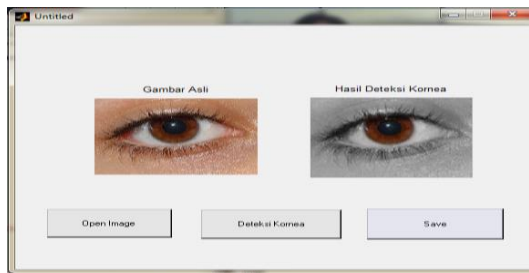 Untitled
Gambar Asli
Hasil Deteksi Kornea
Open Image
Deteksi Kornea
Save